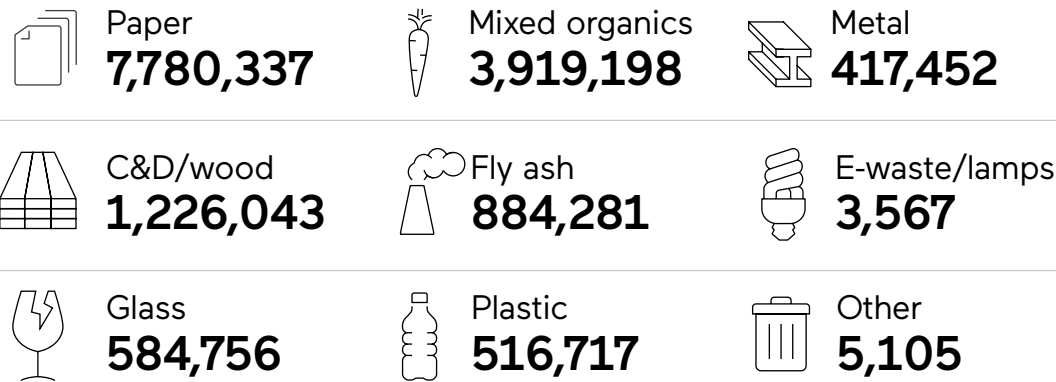 Paper
7,780,337
Mixed organics
3,919,198
Metal
417,452
C&D/wood
1,226,043
Fly ash
884,281
E-waste/lamps
3,567
Glass
584,756
Plastic
516,717
Other
5,105